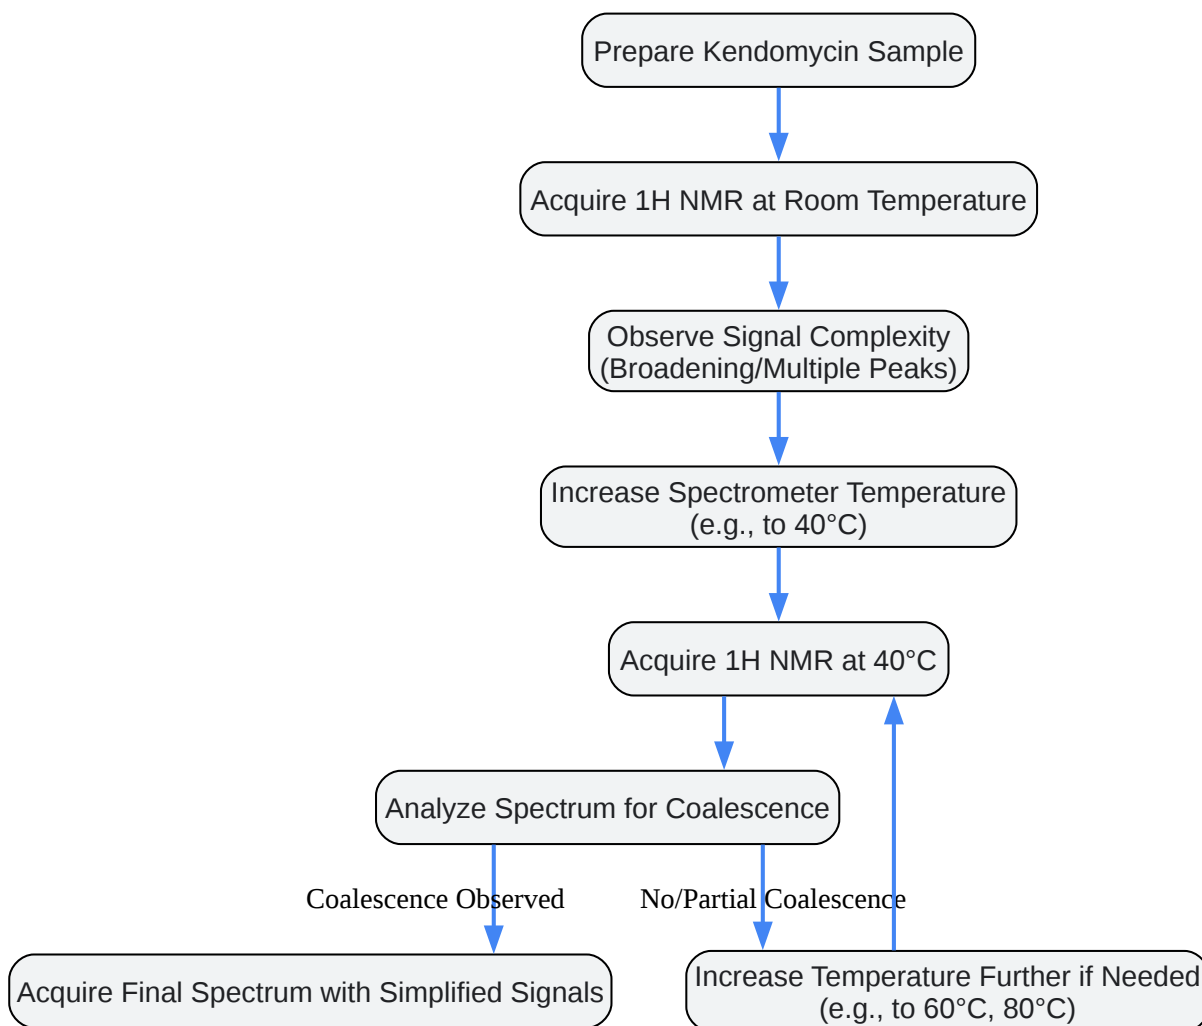 Prepare Kendomycin Sample
Acquire 1H NMR at Room Temperature
Observe Signal Complexity
(Broadening/Multiple Peaks)
Increase Spectrometer Temperature
(e.g., to 40°C)
Acquire 1H NMR at 40°C
Analyze Spectrum for Coalescence
Coalescence Observed
No/Partial Coalescence
Acquire Final Spectrum with Simplified Signals
Increase Temperature Further if Needed
(e.g., to 60°C, 80°C)